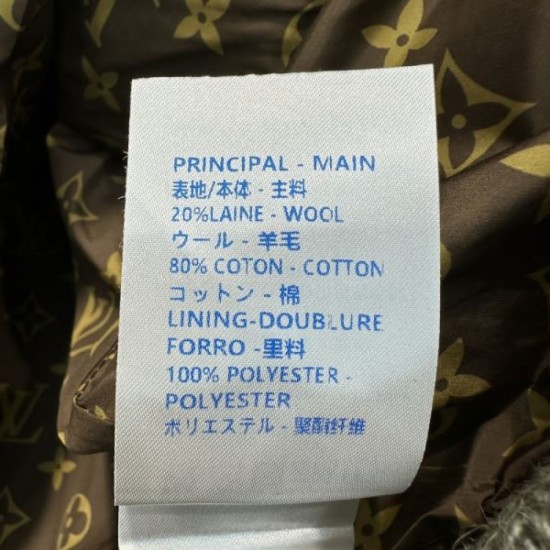 PRINCIPAL - MAIN
表地/本体 - 主料
20%LAINE - WOOL
ウール - 羊毛
80% COTON - COTTON
コットン - 棉
LINING-DOUBLURE
FORRO -里料
100% POLYESTER -
POLYESTER
ポリエステル - 聚酯纤维